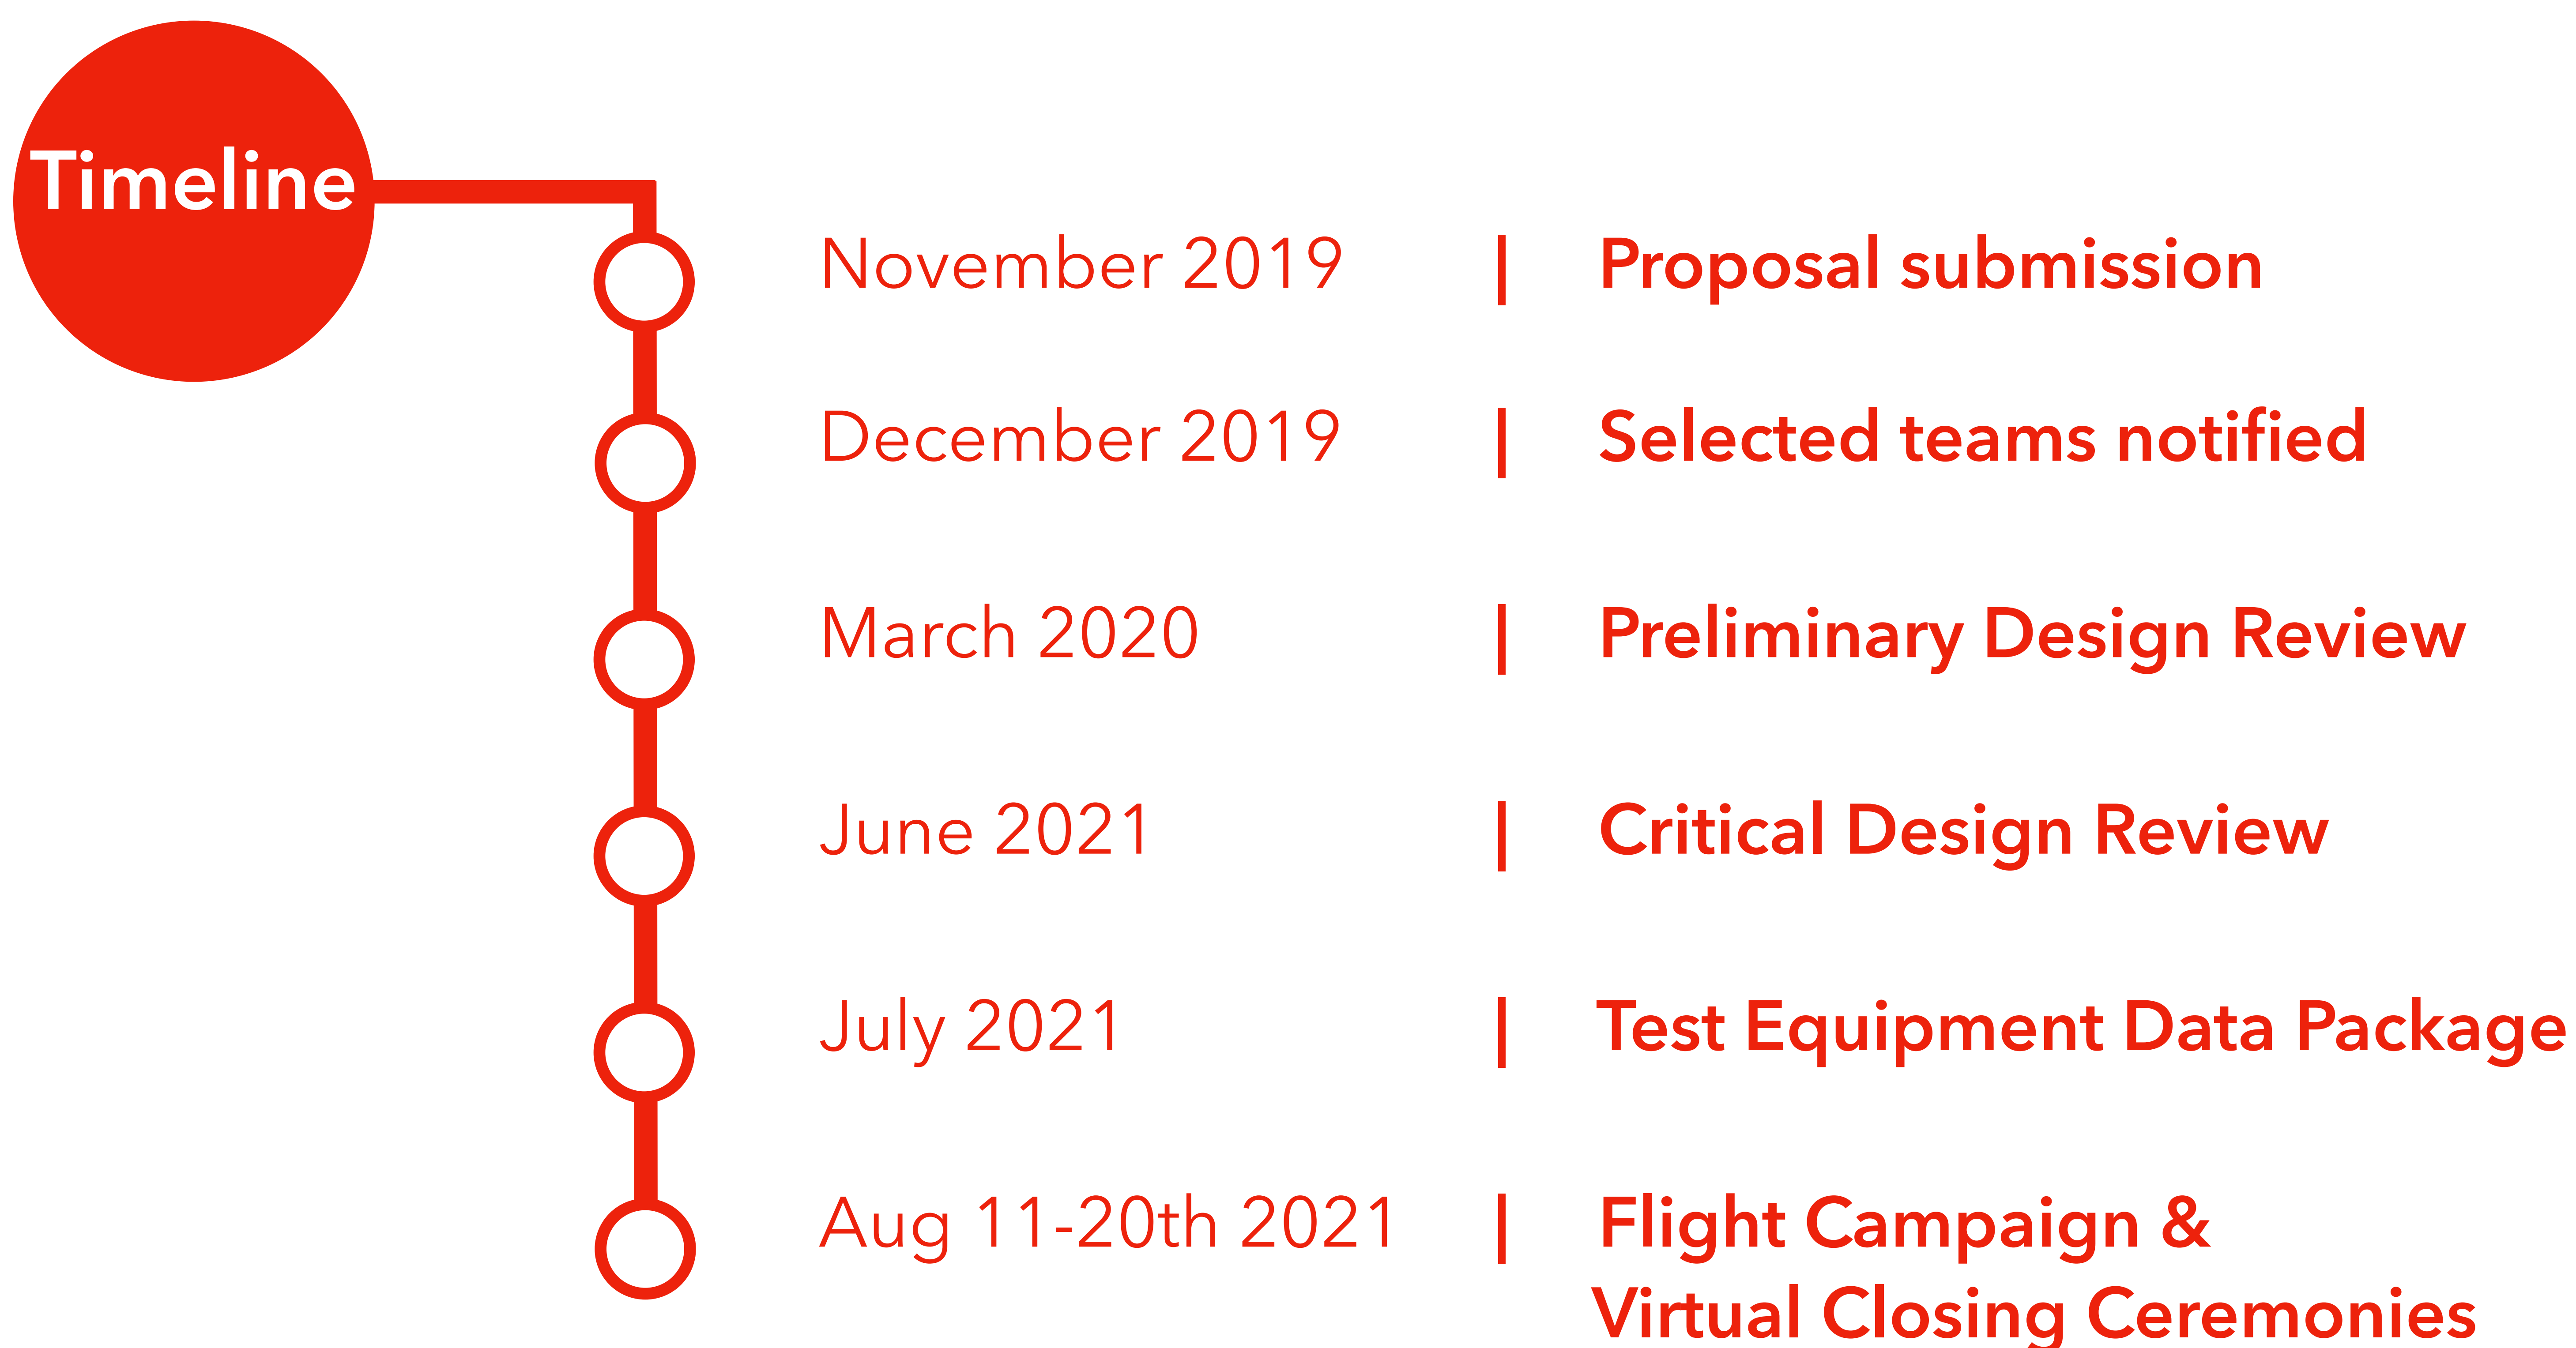 Timeline
November 2019 | Proposal submission
December 2019 | Selected teams notified
March 2020 | Preliminary Design Review
June 2021 | Critical Design Review
July 2021 | Test Equipment Data Package
Aug 11-20th 2021 | Flight Campaign &
Virtual Closing Ceremonies